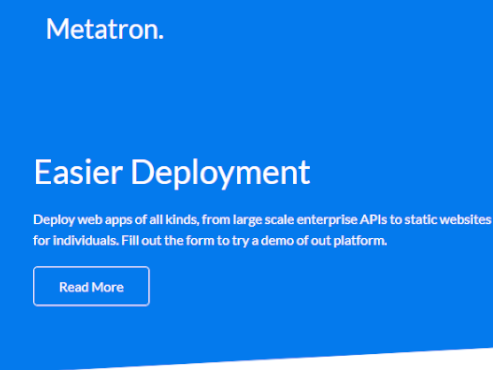 Metatron.
Easier Deployment
Deploy web apps of all kinds, from large scale enterprise APIs to static websites
for individuals. Fill out the form to try a demo of out platform.
Read More